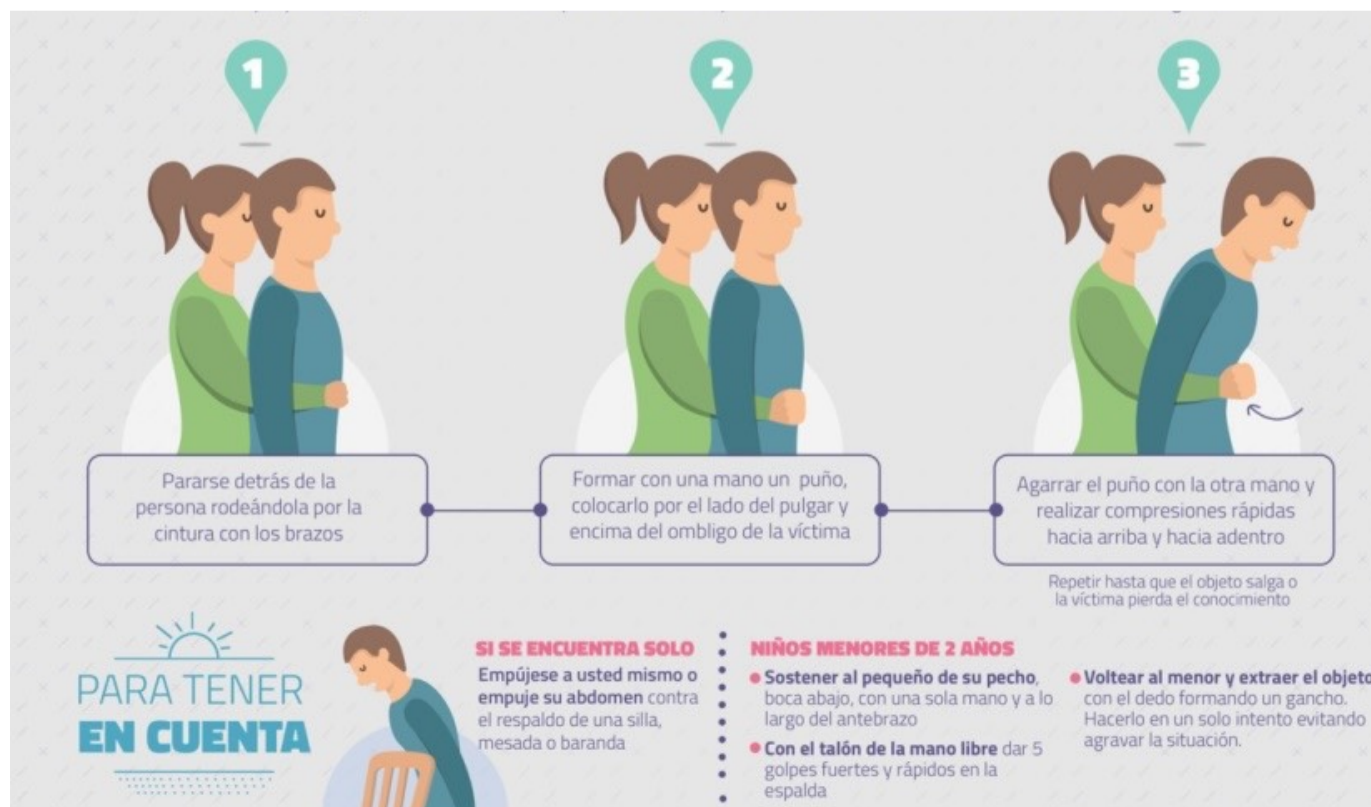 1
2
3
Pararse detrás de la
persona rodeándola por la
cintura con los brazos
Formar con una mano un puño,
colocarlo por el lado del pulgar y
encima del ombligo de la víctima
Agarrar el puño con la otra mano y
realizar compresiones rápidas
hacia arriba y hacia adentro
Repetir hasta que el objeto salga o
la víctima pierda el conocimiento
PARA TENER
EN CUENTA
SI SE ENCUENTRA SOLO
Empújese a usted mismo o
empuje su abdomen contra
el respaldo de una silla,
mesada o baranda
NIÑOS MENORES DE 2 AÑOS
Sostener al pequeño de su pecho,
boca abajo, con una sola mano y a lo
largo del antebrazo
Con el talón de la mano libre dar 5
golpes fuertes y rápidos en la
espalda
Voltear al menor y extraer el objeto
con el dedo formando un gancho.
Hacerlo en un solo intento evitando
agravar la situación.